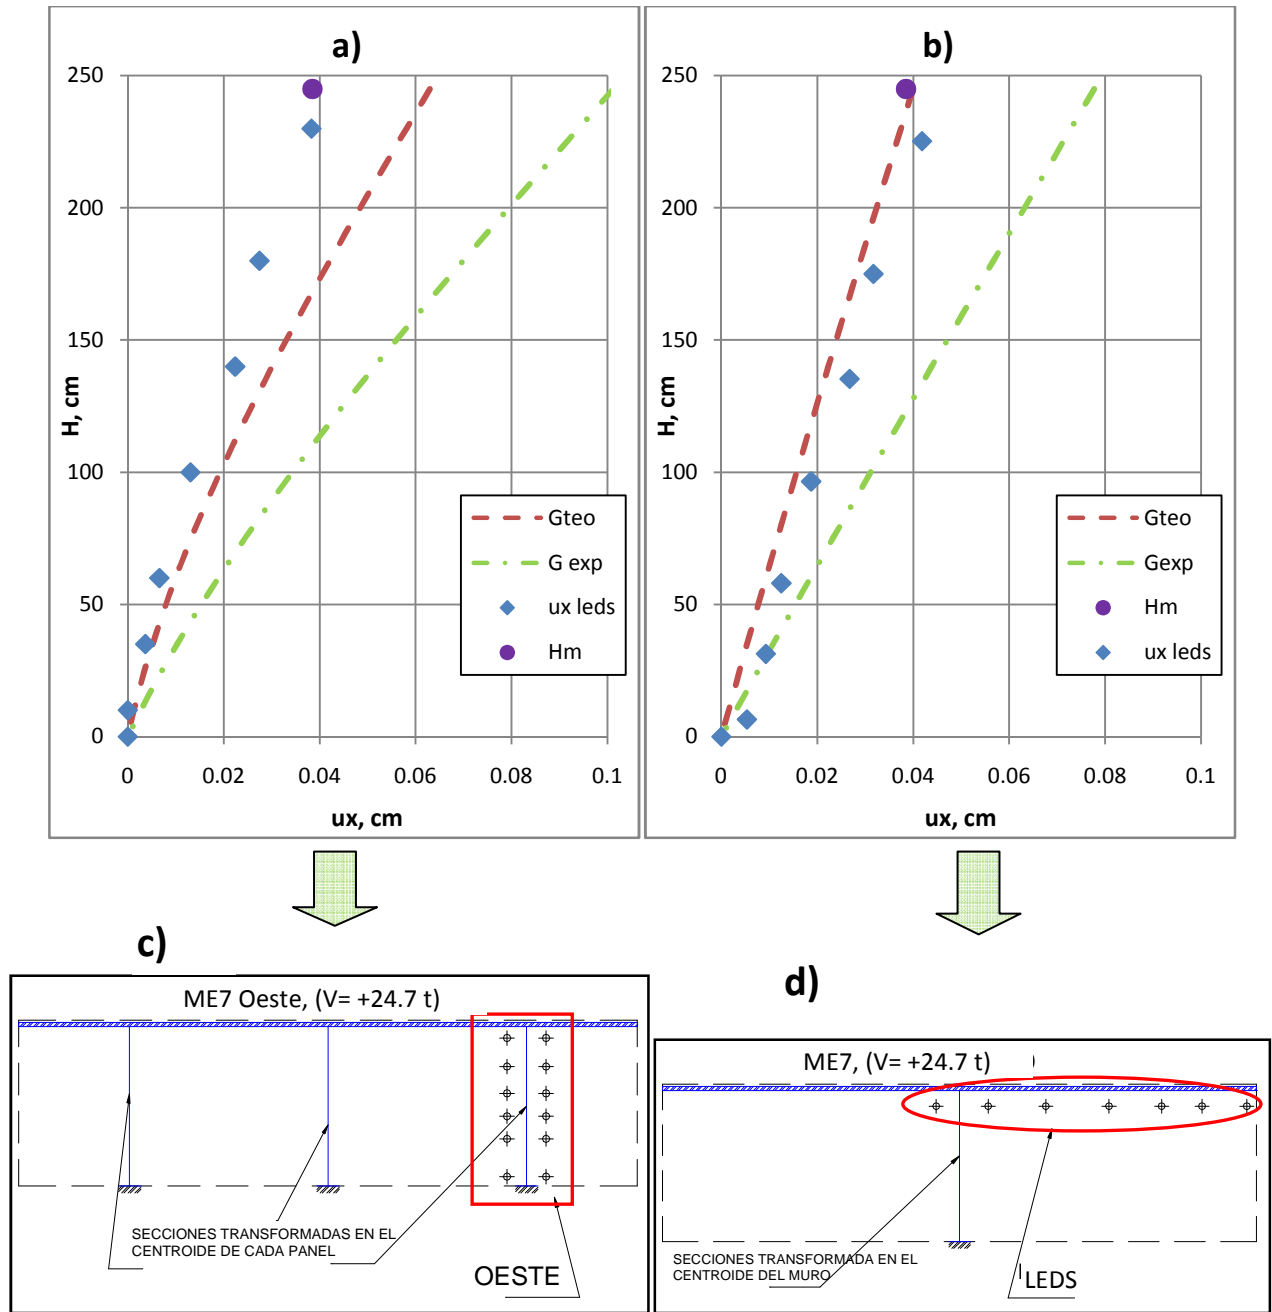 a)
250
200
150
100
50
0
H, cm
0 0.02 0.04 0.06 0.08 0.1
ux, cm
Gteo
G exp
ux leds
Hm
b)
250
200
150
100
50
0
H, cm
0 0.02 0.04 0.06 0.08 0.1
ux, cm
Gteo
Gexp
Hm
ux leds
c)
ME7 Oeste, (V= +24.7 t)
SECCIONES TRANSFORMADAS EN EL
CENTROIDE DE CADA PANEL
OESTE
d)
ME7, (V= +24.7 t)
SECCIONES TRANSFORMADA EN EL
CENTROIDE DEL MURO
LEDS